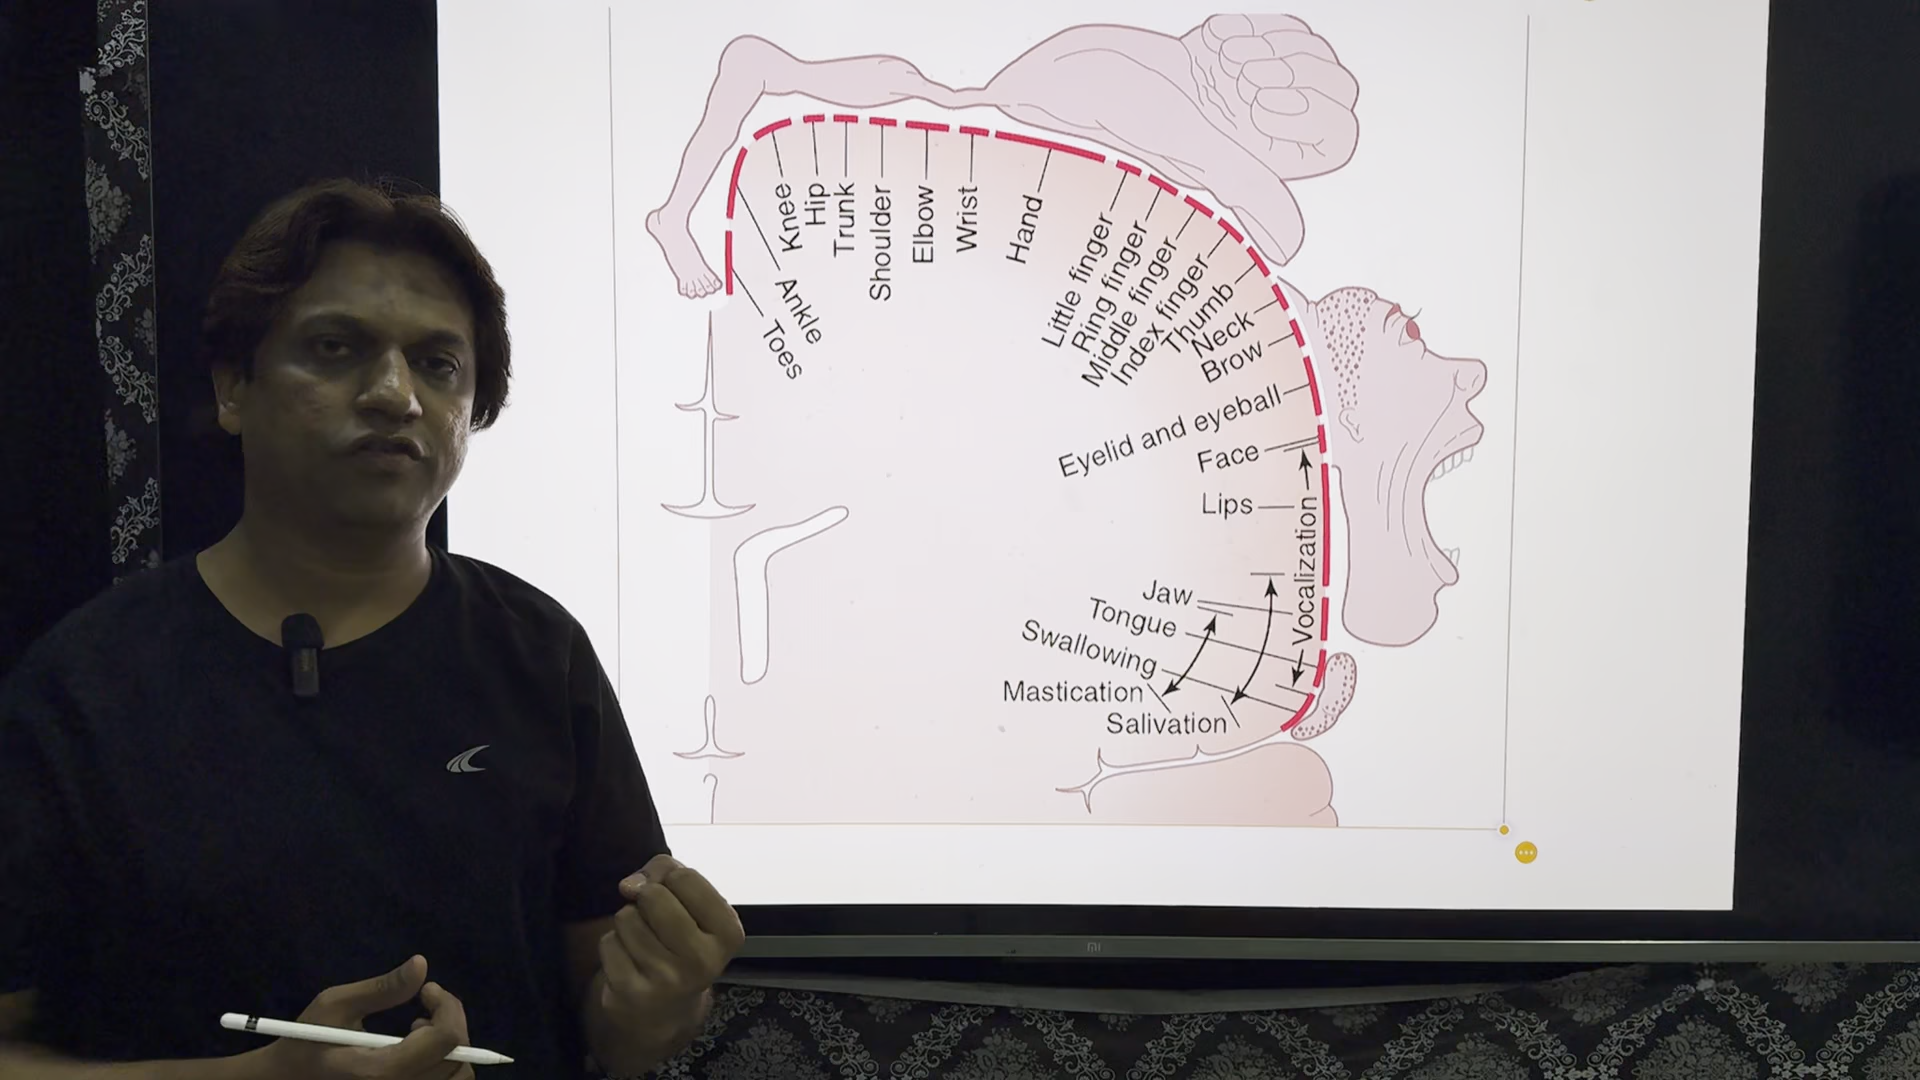 Toes
Ankle
Knee
Hip
Trunk
Shoulder
Elbow
Wrist
Hand
Little finger
Ring finger
Middle finger
Index finger
Thumb
Neck
Brow
Eyelid and eyeball
Face
Lips
Vocalization
Jaw
Tongue
Swallowing
Mastication
Salivation
mi